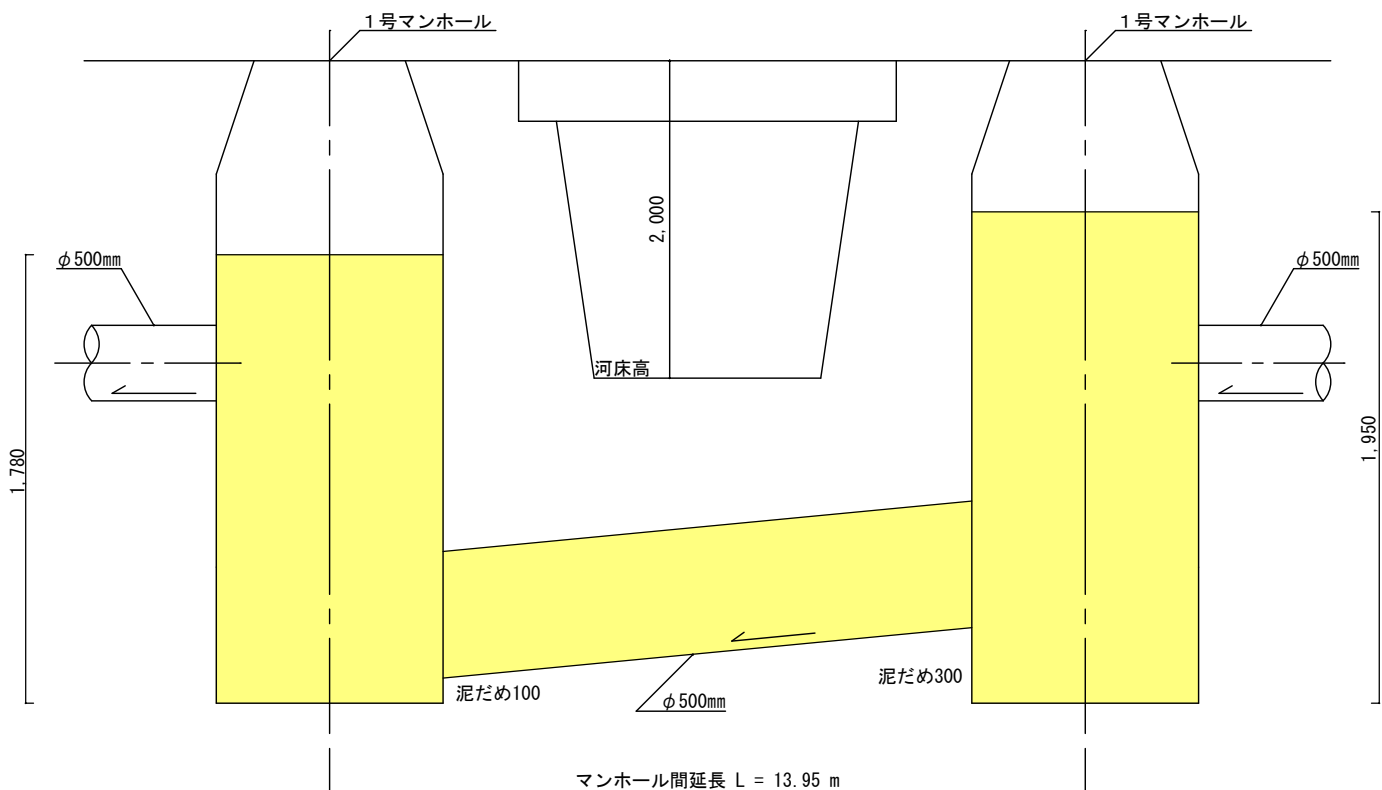 1号マンホール
1号マンホール
2,000
φ500mm
φ500mm
河床高
1,780
1,950
泥だめ100
泥だめ300
φ500mm
マンホール間延長 L = 13.95 m